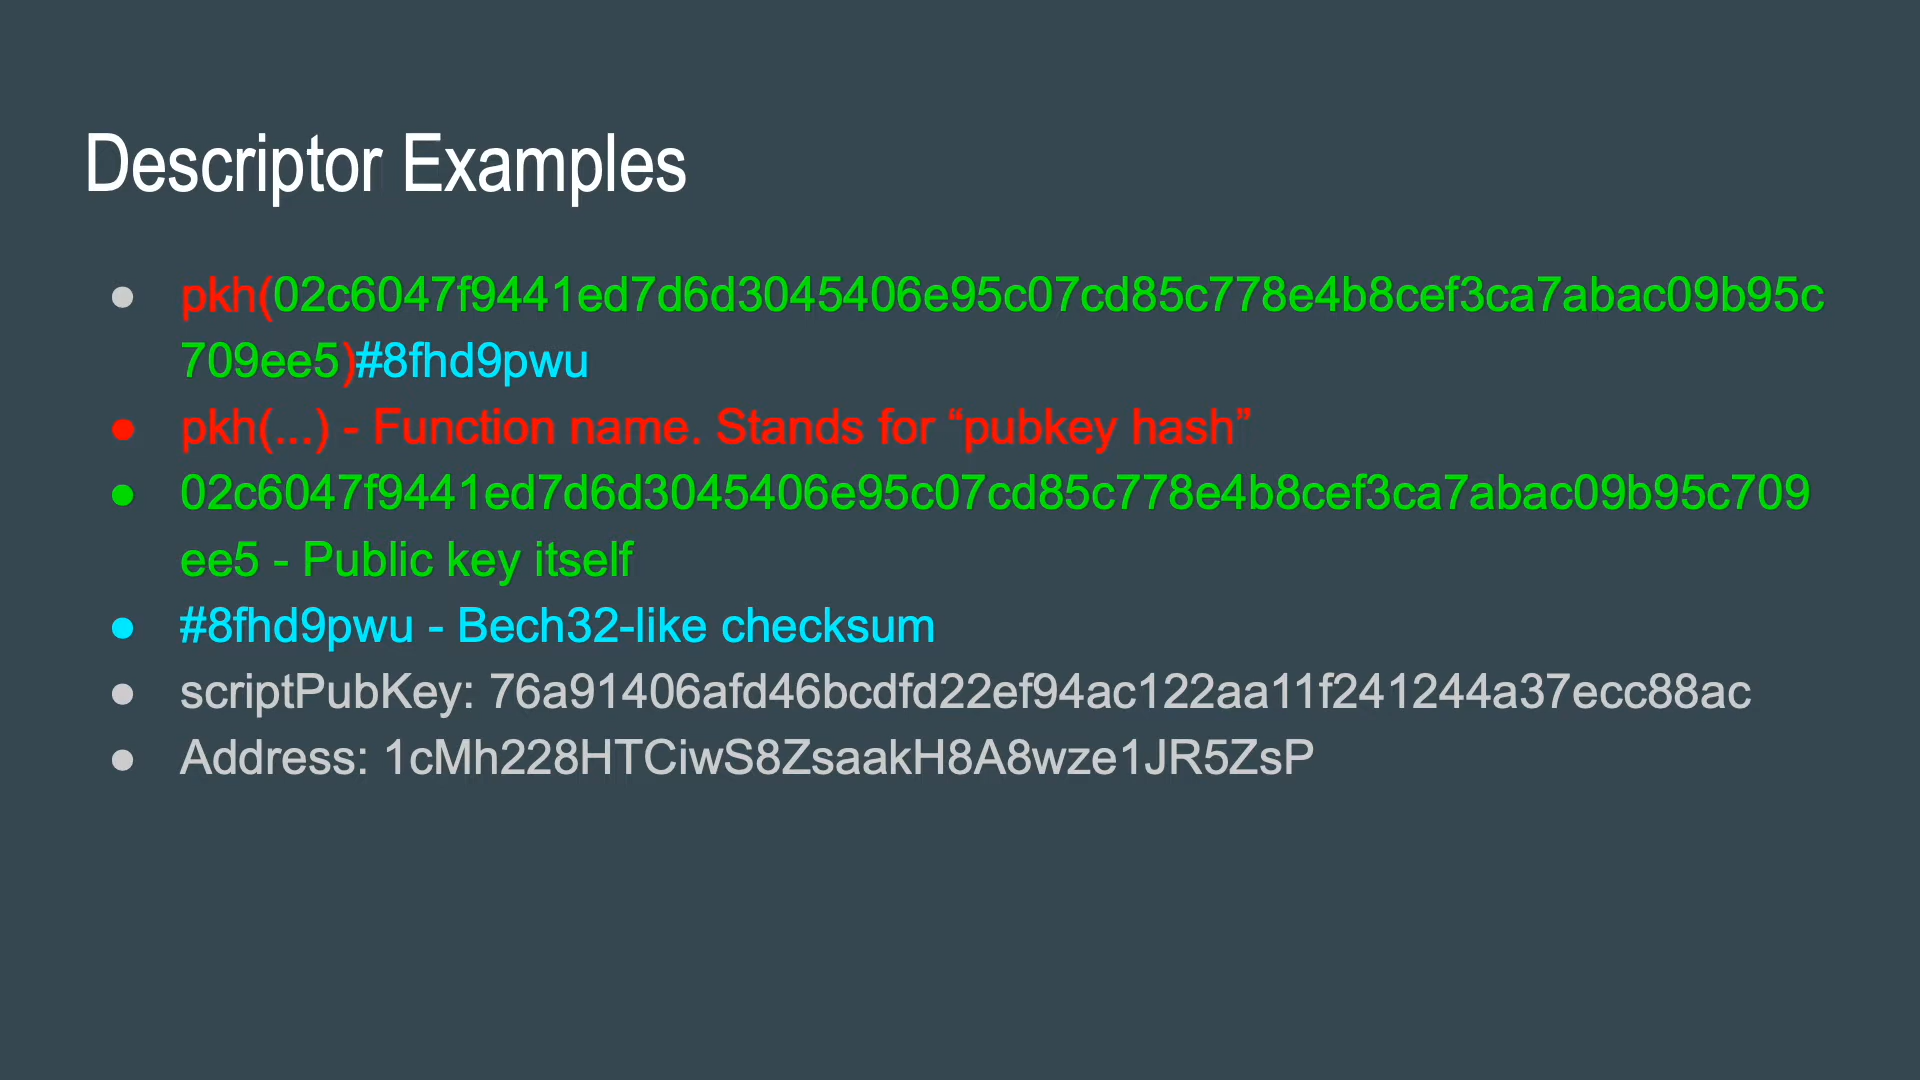 Descriptor Examples
● pkh(02c6047f9441ed7d6d3045406e95c07cd85c778e4b8cef3ca7abac09b95c
709ee5)#8fhd9pwu
● pkh(...) - Function name. Stands for “pubkey hash”
● 02c6047f9441ed7d6d3045406e95c07cd85c778e4b8cef3ca7abac09b95c709
ee5 - Public key itself
● #8fhd9pwu - Bech32-like checksum
● scriptPubKey: 76a91406afd46bcdfd22ef94ac122aa11f241244a37ecc88ac
● Address: 1cMh228HTCiwS8ZsaakH8A8wze1JR5ZsP